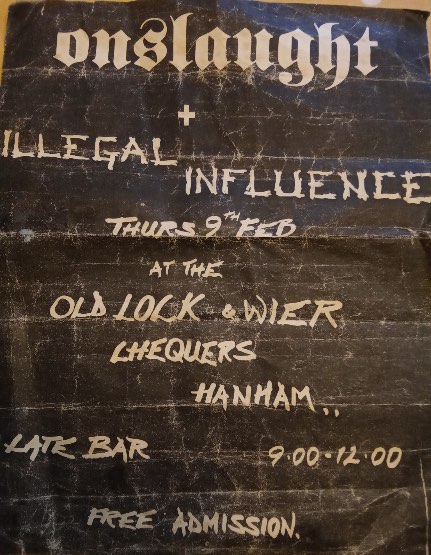 onslaught
+
ILLEGAL
INFLUENCE
THURS 9TH FEB
AT THE
OLD LOCK & WIER
CHEQUERS
HANHAM..
LATE BAR 9.00-12.00
FREE ADMISSION.